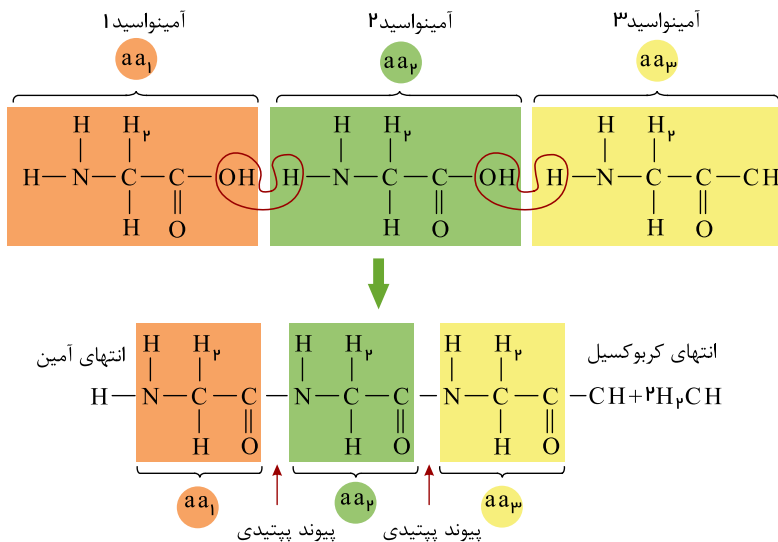 آمینواسید۱ آمینواسید۲ آمینواسید۳
aa۱ aa۲ aa۳
H H۲ H H۲ H H۲
H—N—C—C—OH H—N—C—C—OH H—N—C—C—CH
H O H O H O
انتهای آمین H H۲ H H۲ H H۲ انتهای کربوکسیل
H—N—C—C—N—C—C—N—C—C—CH+۲H۲CH
H O H O H O
aa۱ aa۲ aa۳
پیوند پپتیدی پیوند پپتیدی